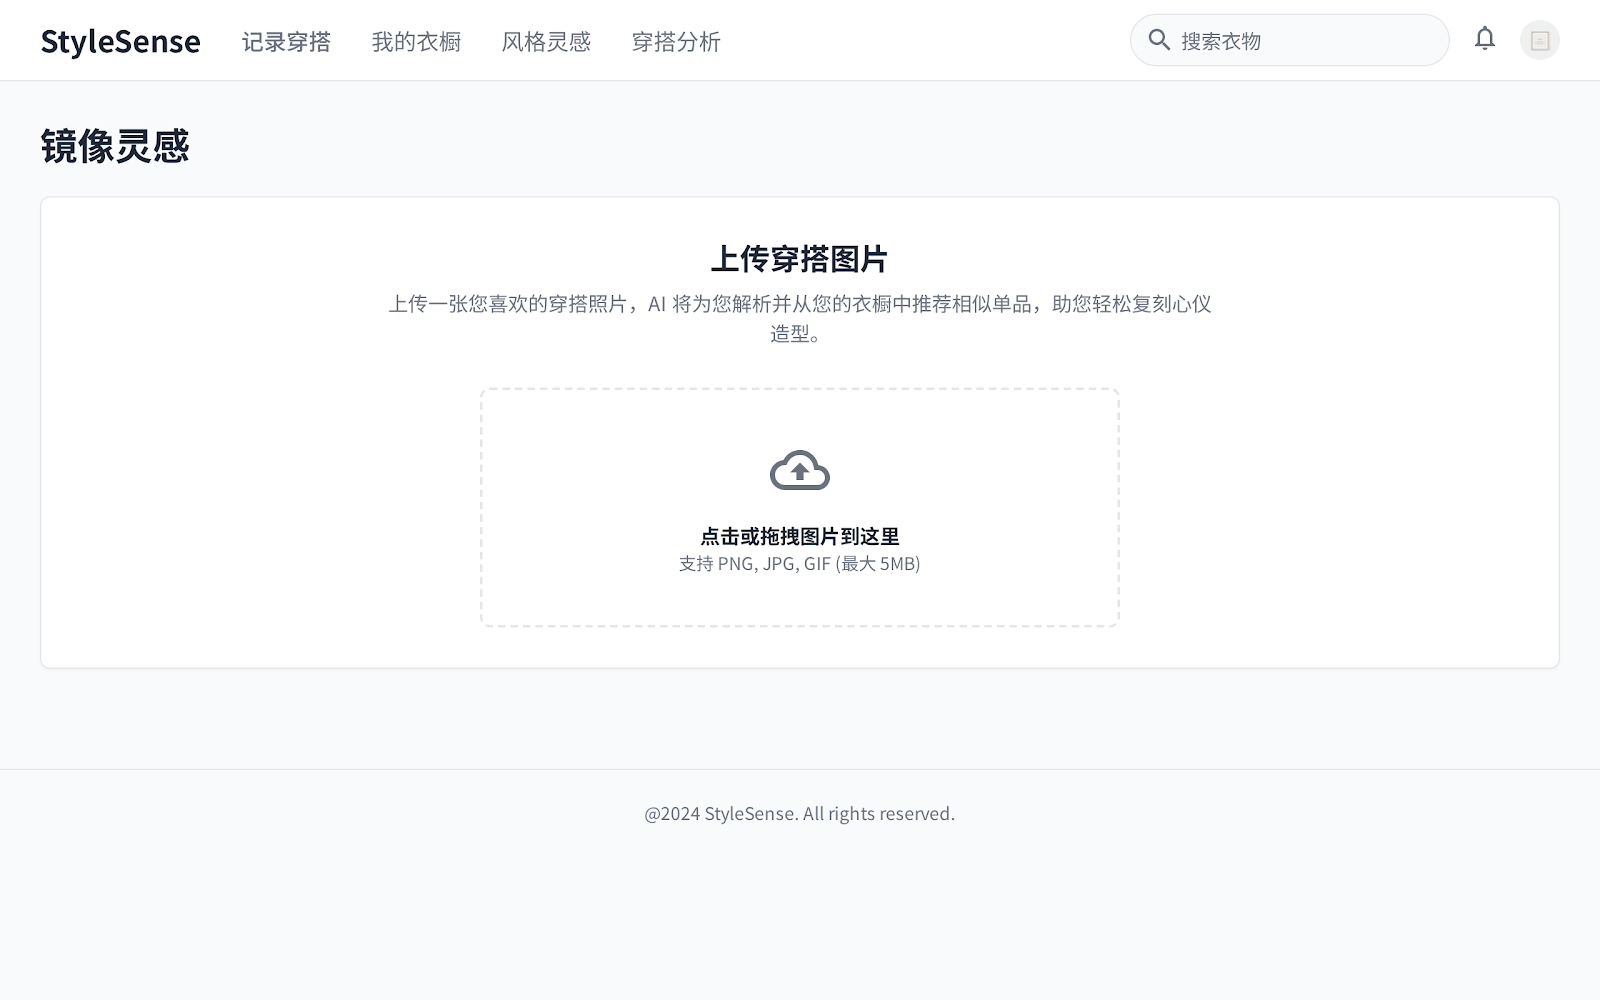 StyleSense
记录穿搭
我的衣橱
风格灵感
穿搭分析
搜索衣物
镜像灵感
上传穿搭图片
上传一张您喜欢的穿搭照片，AI 将为您解析并从您的衣橱中推荐相似单品，助您轻松复刻心仪
造型。
点击或拖拽图片到这里
支持 PNG, JPG, GIF (最大 5MB)
@2024 StyleSense. All rights reserved.